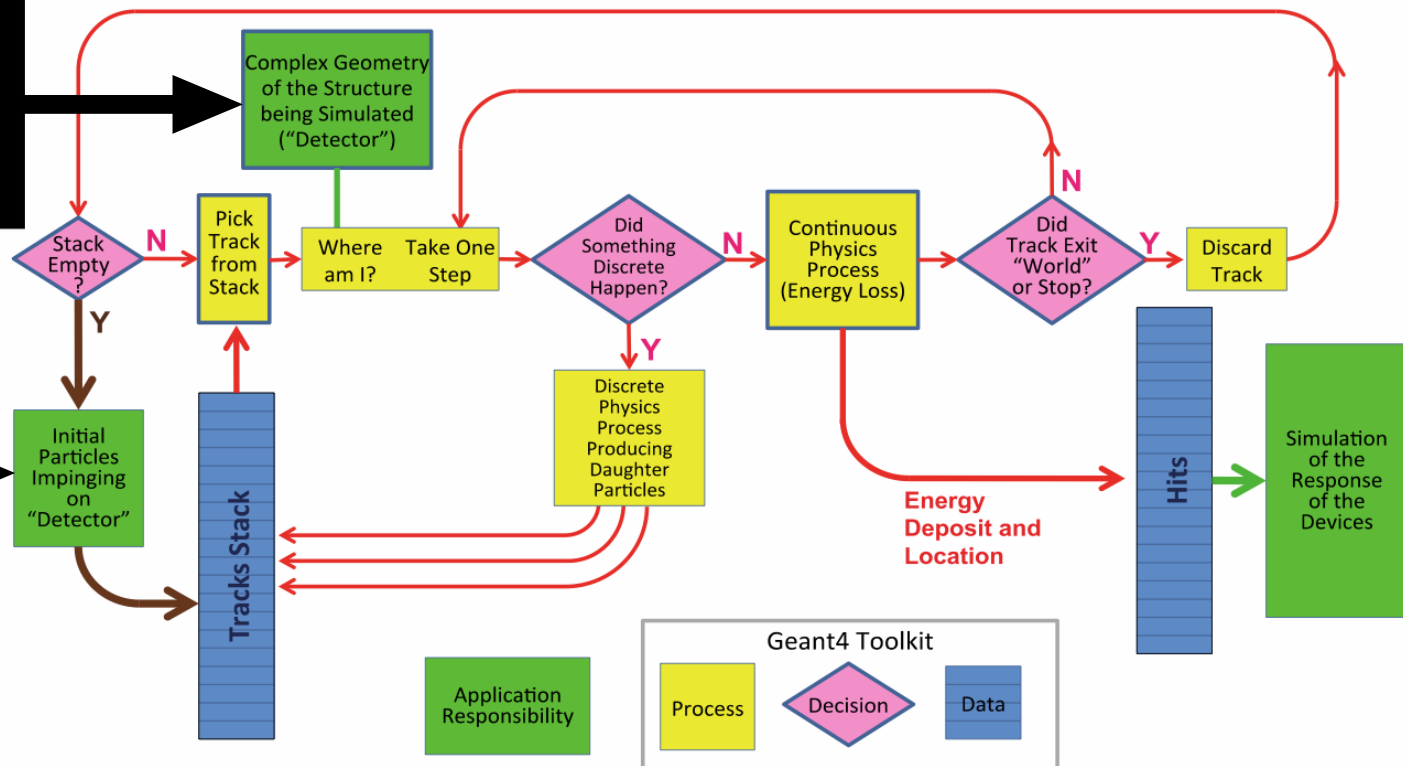 Complex Geometry
of the Structure
being Simulated
(“Detector”)
Stack
Empty
?
N
Y
Pick
Track
from
Stack
Where
am I?
Take One
Step
Did
Something
Discrete
Happen?
N
Y
Continuous
Physics
Process
(Energy Loss)
Did
Track Exit
“World”
or Stop?
N
Y
Discard
Track
Initial
Particles
Impinging
on
“Detector”
Tracks Stack
Discrete
Physics
Process
Producing
Daughter
Particles
Energy
Deposit and
Location
Hits
Simulation
of the
Response
of the
Devices
Application
Responsibility
Geant4 Toolkit
Process
Decision
Data